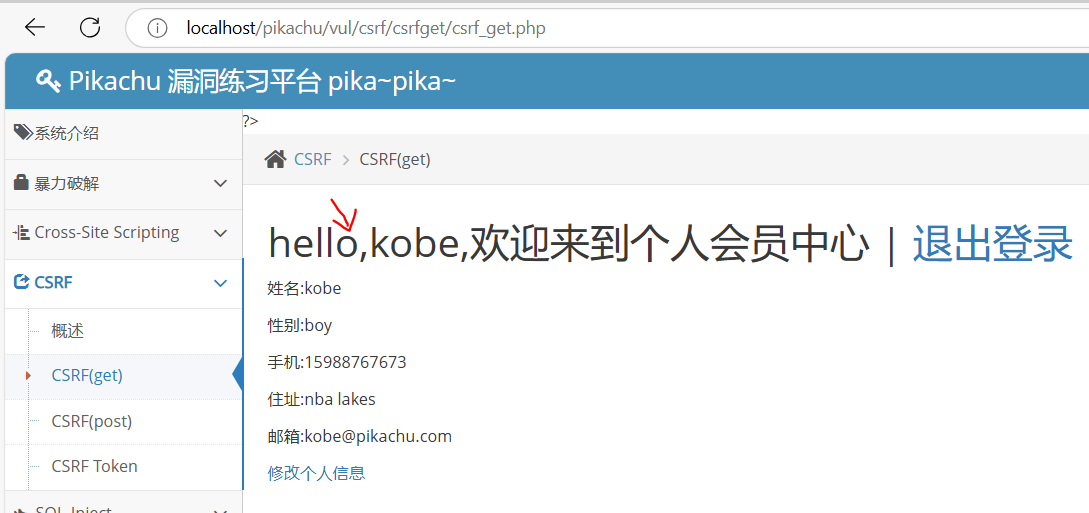 localhost/pikachu/vul/csrf/csrfget/csrf_get.php
Pikachu 漏洞练习平台 pika~pika~
系统介绍
暴力破解
Cross-Site Scripting
CSRF
概述
CSRF(get)
CSRF(post)
CSRF Token
SQL-Inject
?>
CSRF > CSRF(get)
hello,kobe,欢迎来到个人会员中心 | 退出登录
姓名:kobe
性别:boy
手机:15988767673
住址:nba lakes
邮箱:kobe@pikachu.com
修改个人信息